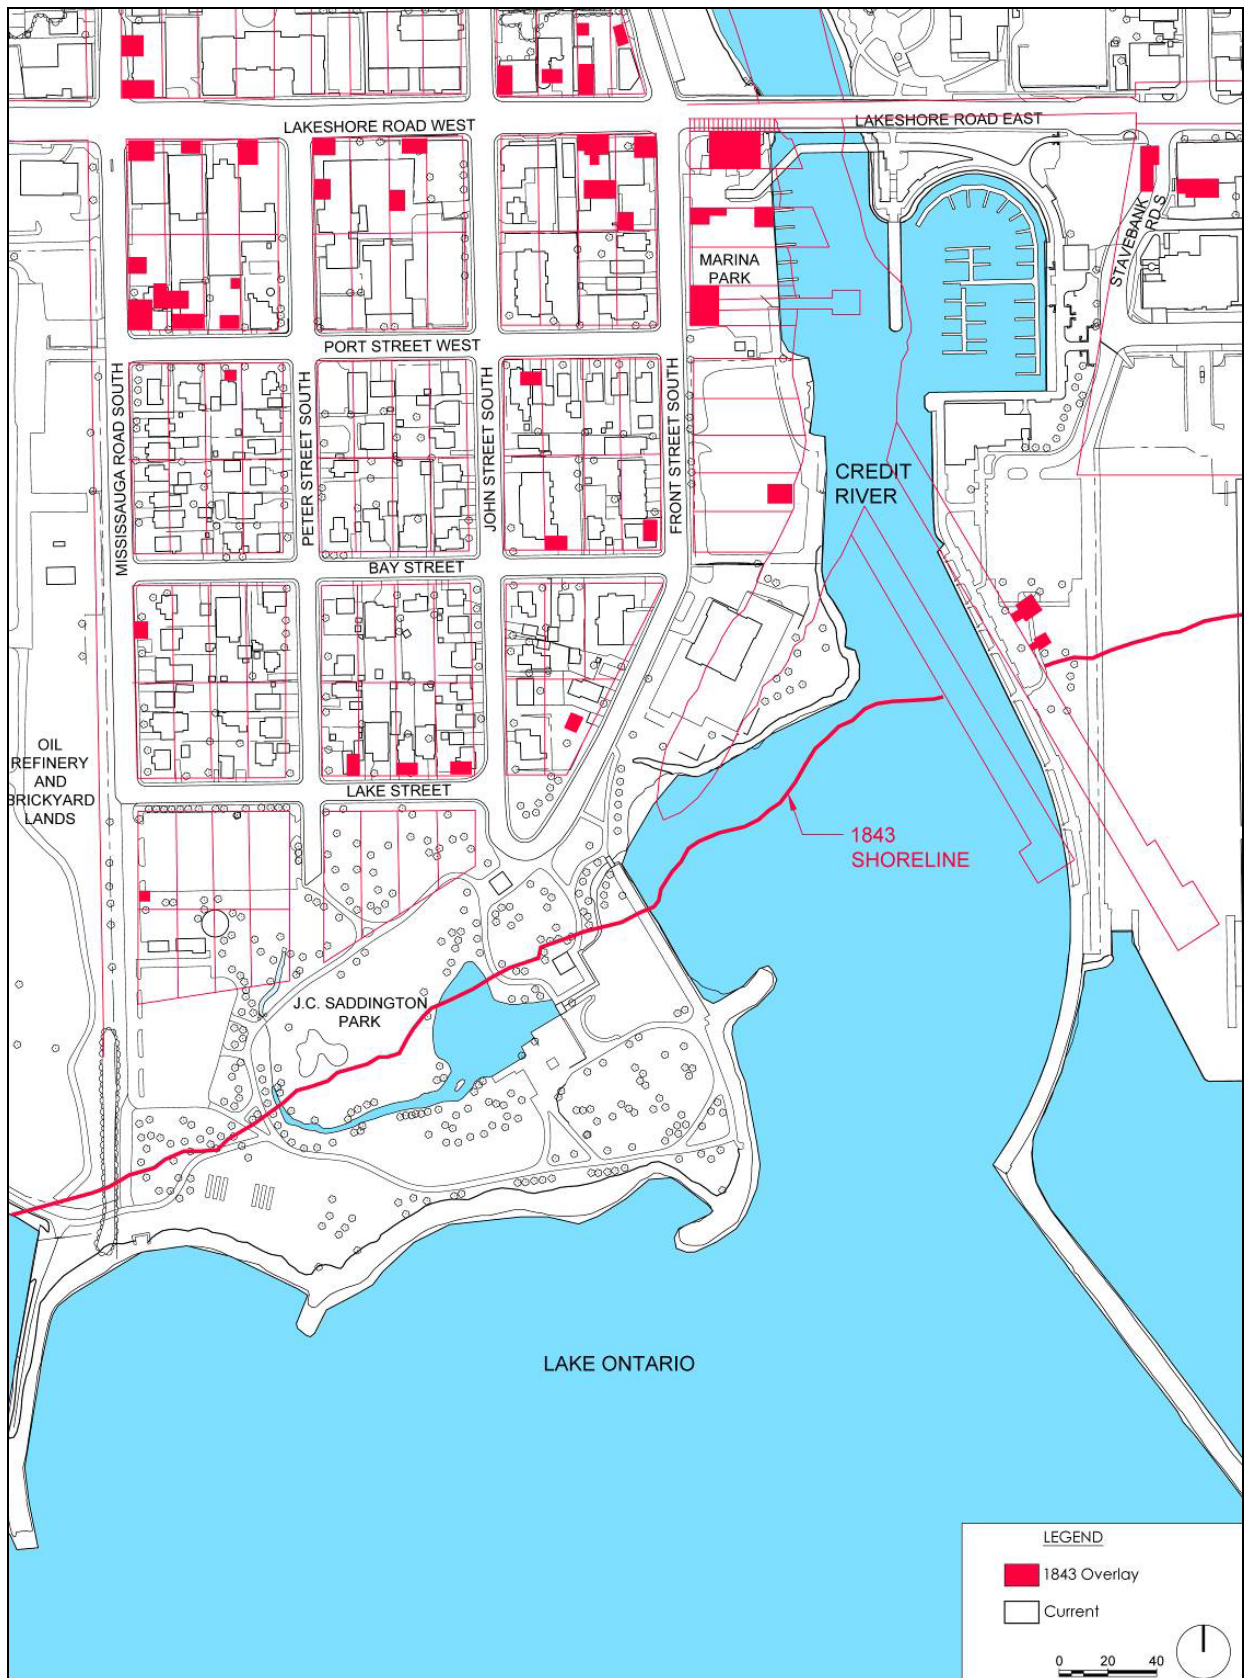 LAKESHORE ROAD WEST
LAKESHORE ROAD EAST
STAVEBANK
RD S
MARINA
PARK
PORT STREET WEST
MISSISSAUGA ROAD SOUTH
PETER STREET SOUTH
JOHN STREET SOUTH
FRONT STREET SOUTH
CREDIT
RIVER
BAY STREET
OIL
REFINERY
AND
BRICKYARD
LANDS
LAKE STREET
1843
SHORELINE
J.C. SADDINGTON
PARK
LAKE ONTARIO
LEGEND
1843 Overlay
Current
0 20 40